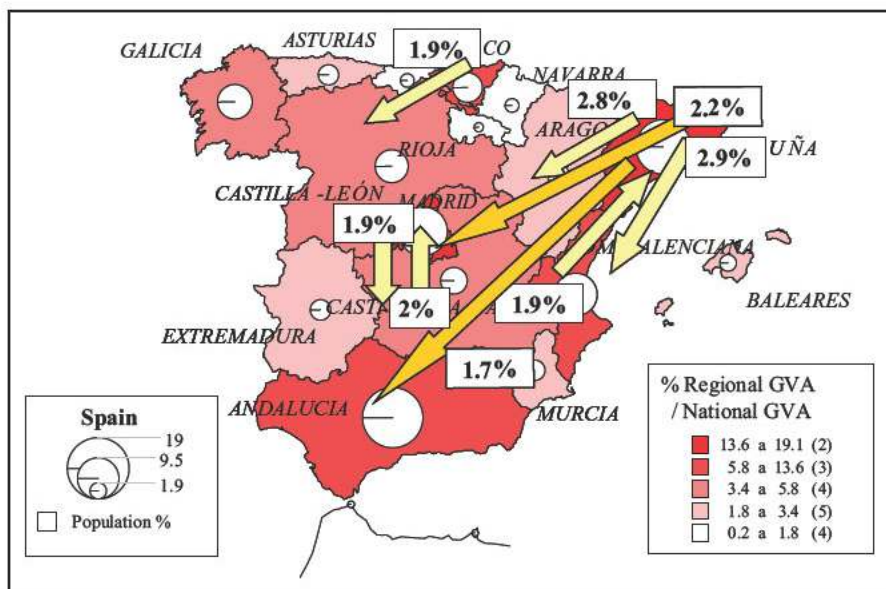 ASTURIAS
GALICIA
1.9%
CO
NAVARRA
2.8%
2.2%
ARAGO
UÑA
RIOJA
2.9%
CASTILLA -LEÓN
MADRID
1.9%
ALENCIANA
CAST
2%
1.9%
BALEARES
EXTREMADURA
1.7%
ANDALUCIA
MURCIA
Spain
19
9.5
1.9
Population %
% Regional GVA
/ National GVA
13.6 a 19.1 (2)
5.8 a 13.6 (3)
3.4 a 5.8 (4)
1.8 a 3.4 (5)
0.2 a 1.8 (4)